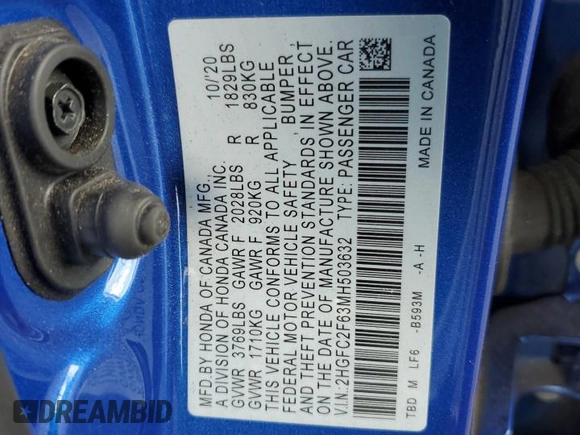 MFD.BY HONDA OF CANADA MFG., 10/'20
A DIVISION OF HONDA CANADA INC.
GVWR 3769LBS GAWR F 2028LBS R 1829LBS
GVWR 1710KG GAWR F 920KG R 830KG
THIS VEHICLE CONFORMS TO ALL APPLICABLE
FEDERAL MOTOR VEHICLE SAFETY , BUMPER ,
AND THEFT PREVENTION STANDARDS IN EFFECT
ON THE DATE OF MANUFACTURE SHOWN ABOVE.
V.I.N:2HGFC2F63MH503632 TYPE: PASSENGER CAR
TBD M LF6 -B593M -A -H MADE IN CANADA
DREAMBID